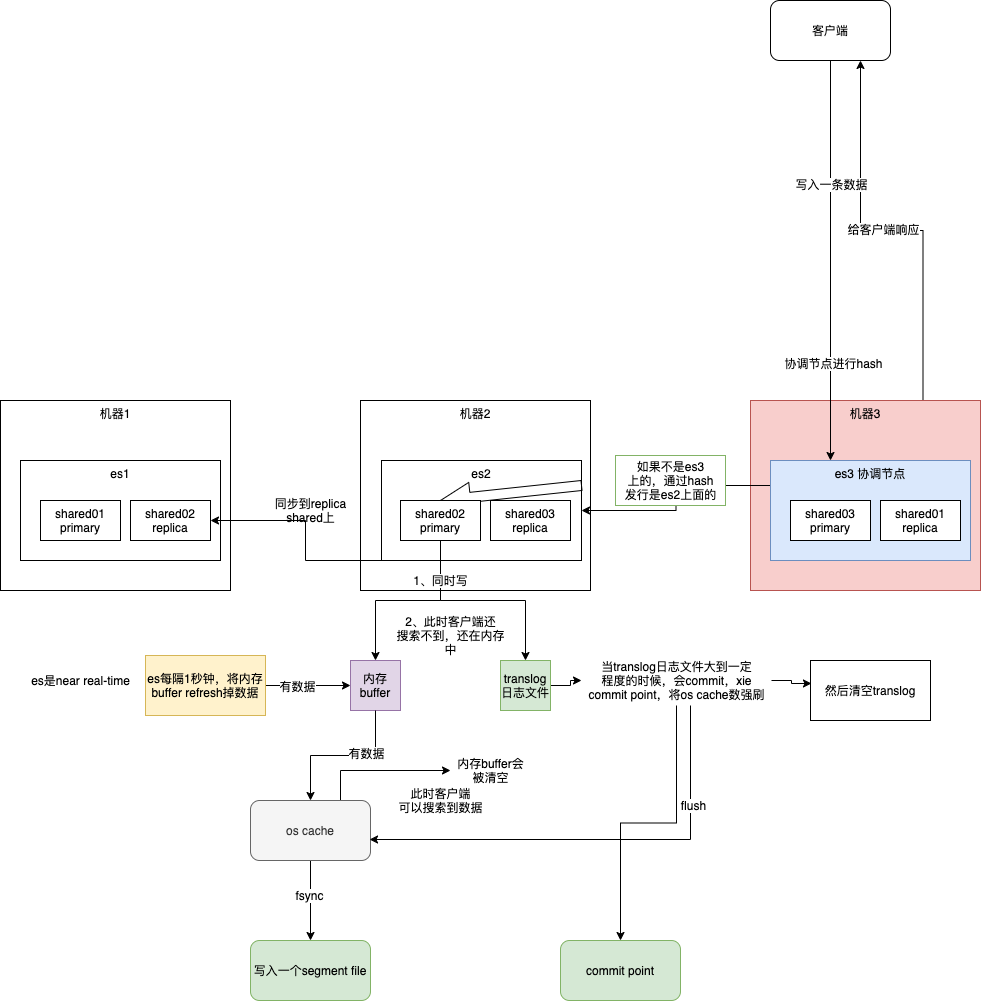 客户端
写入一条数据
给客户端响应
协调节点进行hash
机器1
机器2
机器3
es1
shared01
primary
shared02
replica
同步到replica
shared上
es2
shared02
primary
shared03
replica
如果不是es3
上的，通过hash
发行是es2上面的
es3 协调节点
shared03
primary
shared01
replica
1、同时写
2、此时客户端还
搜索不到，还在内存
中
es是near real-time
es每隔1秒钟，将内存
buffer refresh掉数据
有数据
内存
buffer
translog
日志文件
当translog日志文件大到一定
程度的时候，会commit，xie
commit point，将os cache数强刷
然后清空translog
有数据
内存buffer会
被清空
此时客户端
可以搜索到数据
flush
os cache
fsync
写入一个segment file
commit point